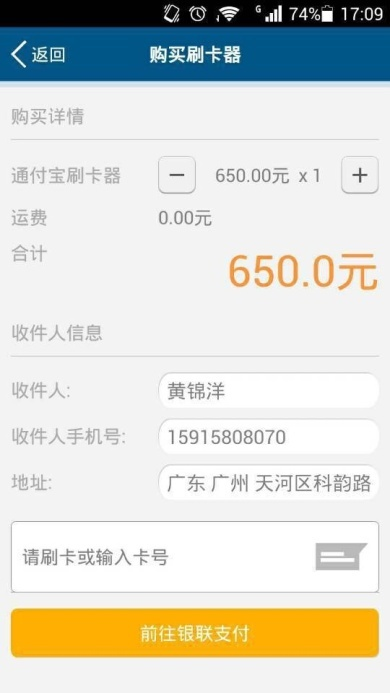 G 74% 17:09
返回 购买刷卡器
购买详情
通付宝刷卡器 − 650.00元 x 1 +
运费 0.00元
合计 650.0元
收件人信息
收件人: 黄锦洋
收件人手机号: 15915808070
地址: 广东 广州 天河区科韵路
请刷卡或输入卡号
前往银联支付